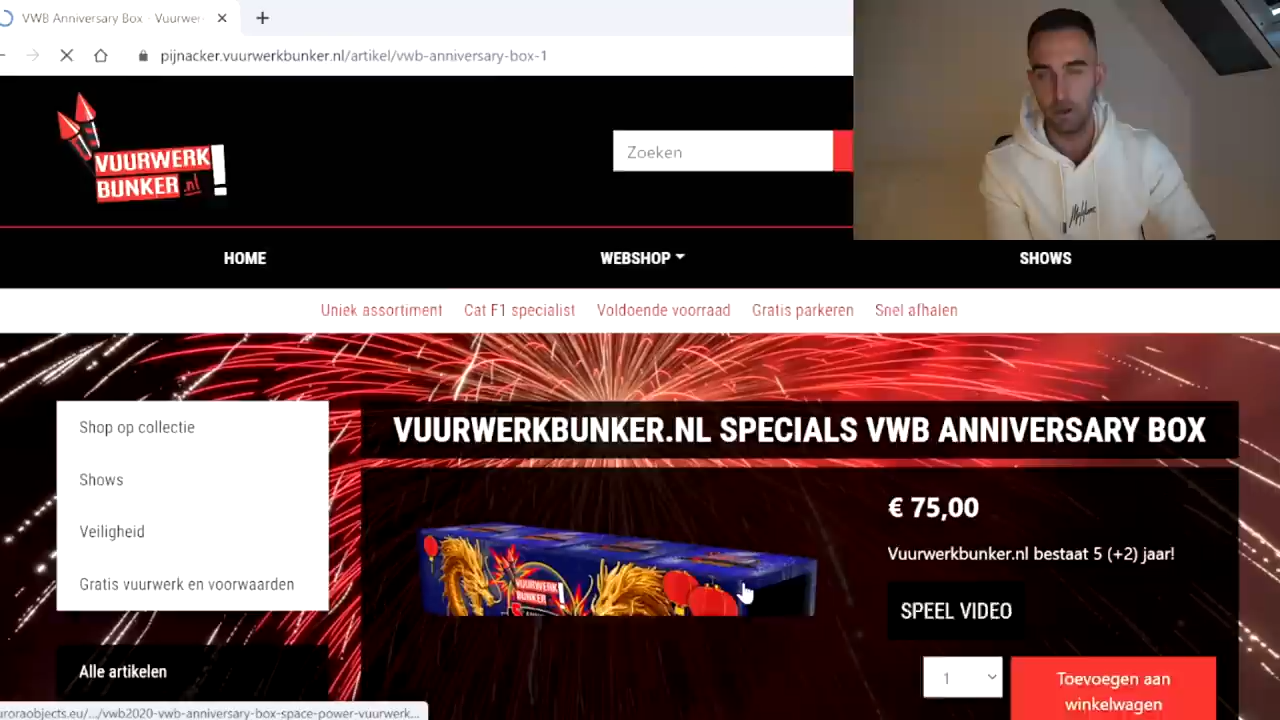 VWB Anniversary Box - Vuurwer
pijnacker.vuurwerkbunker.nl/artikel/vwb-anniversary-box-1
VUURWERK
BUNKER.nl!
Zoeken
HOME
WEBSHOP
SHOWS
Uniek assortiment
Cat F1 specialist
Voldoende voorraad
Gratis parkeren
Snel afhalen
Shop op collectie
Shows
Veiligheid
Gratis vuurwerk en voorwaarden
Alle artikelen
VUURWERKBUNKER.NL SPECIALS VWB ANNIVERSARY BOX
€ 75,00
Vuurwerkbunker.nl bestaat 5 (+2) jaar!
SPEEL VIDEO
VUURWERK
BUNKER!
1
Toevoegen aan
winkelwagen
uroraobjects.eu/.../vwb2020-vwb-anniversary-box-space-power-vuurwerk...